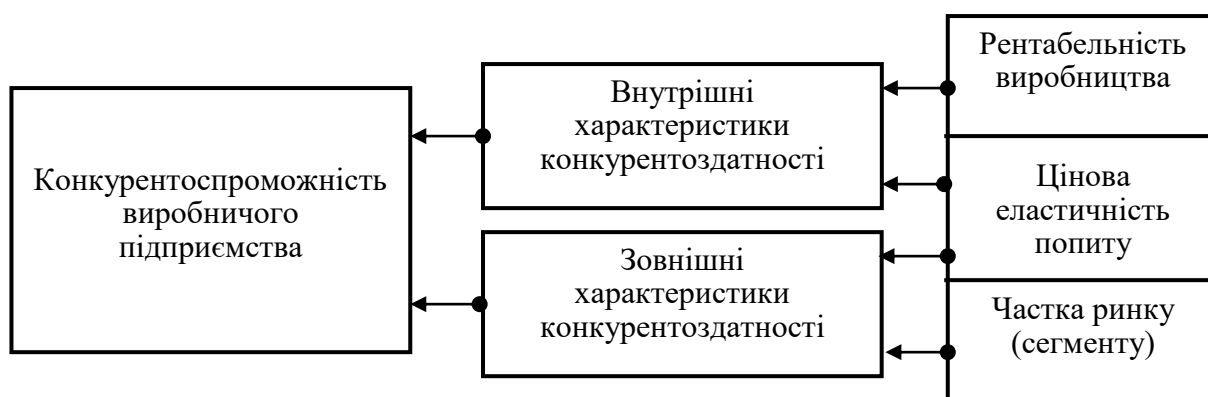 Конкурентоспроможність
виробничого
підприємства
Внутрішні
характеристики
конкурентоздатності
Зовнішні
характеристики
конкурентоздатності
Рентабельність
виробництва
Цінова
еластичність
попиту
Частка ринку
(сегменту)